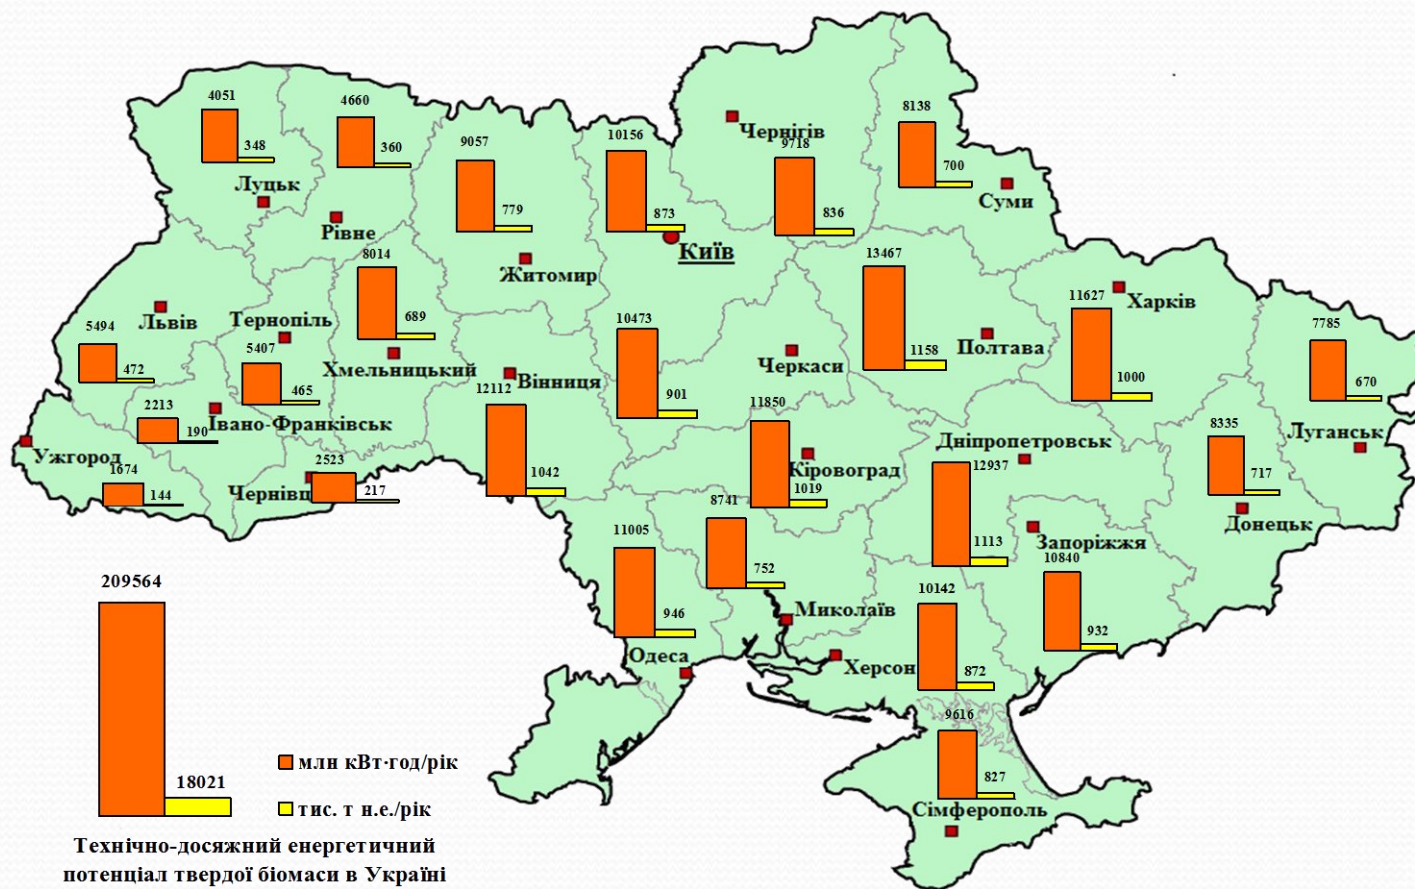 4051
348
Луцьк
4660
360
Рівне
9057
779
Житомир
10156
873
Київ
Чернігів
9718
836
8138
700
Суми
8014
689
Хмельницький
5494
472
Львів
Тернопіль
5407
465
2213
190
Івано-Франківськ
Ужгород
1674
144
Чернівц
2523
217
Вінниця
12112
1042
10473
901
Черкаси
13467
1158
Полтава
11627
1000
Харків
7785
670
Луганськ
8335
717
Донецьк
11850
1019
Кіровоград
Дніпропетровськ
12937
1113
Запоріжжя
10840
932
8741
752
Миколаїв
11005
946
Одеса
10142
872
Херсон
9616
827
Сімферополь
209564
18021
млн кВт·год/рік
тис. т н.е./рік
Технічно-досяжний енергетичний
потенціал твердої біомаси в Україні